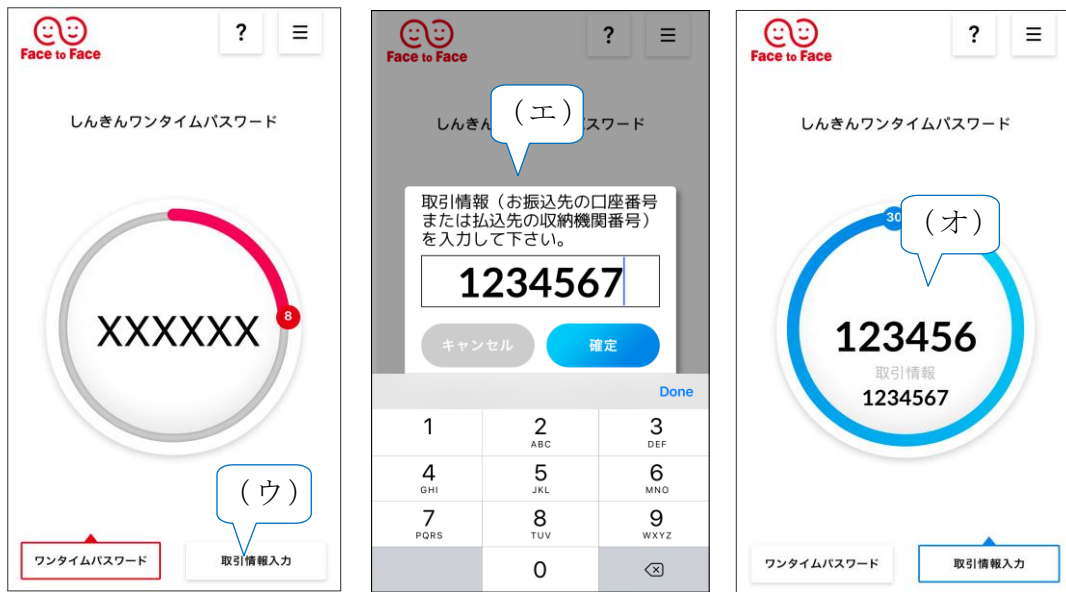 Face to Face
?
≡
しんきんワンタイムパスワード
XXXXXX
8
(ウ)
ワンタイムパスワード
取引情報入力
Face to Face
?
≡
しんきん
スワード
(エ)
取引情報（お振込先の口座番号
または払込先の収納機関番号）
を入力して下さい。
1234567
キャンセル
確定
Done
1
2
ABC
3
DEF
4
GHI
5
JKL
6
MNO
7
PQRS
8
TUV
9
WXYZ
0
Face to Face
?
≡
しんきんワンタイムパスワード
30
(オ)
123456
取引情報
1234567
ワンタイムパスワード
取引情報入力